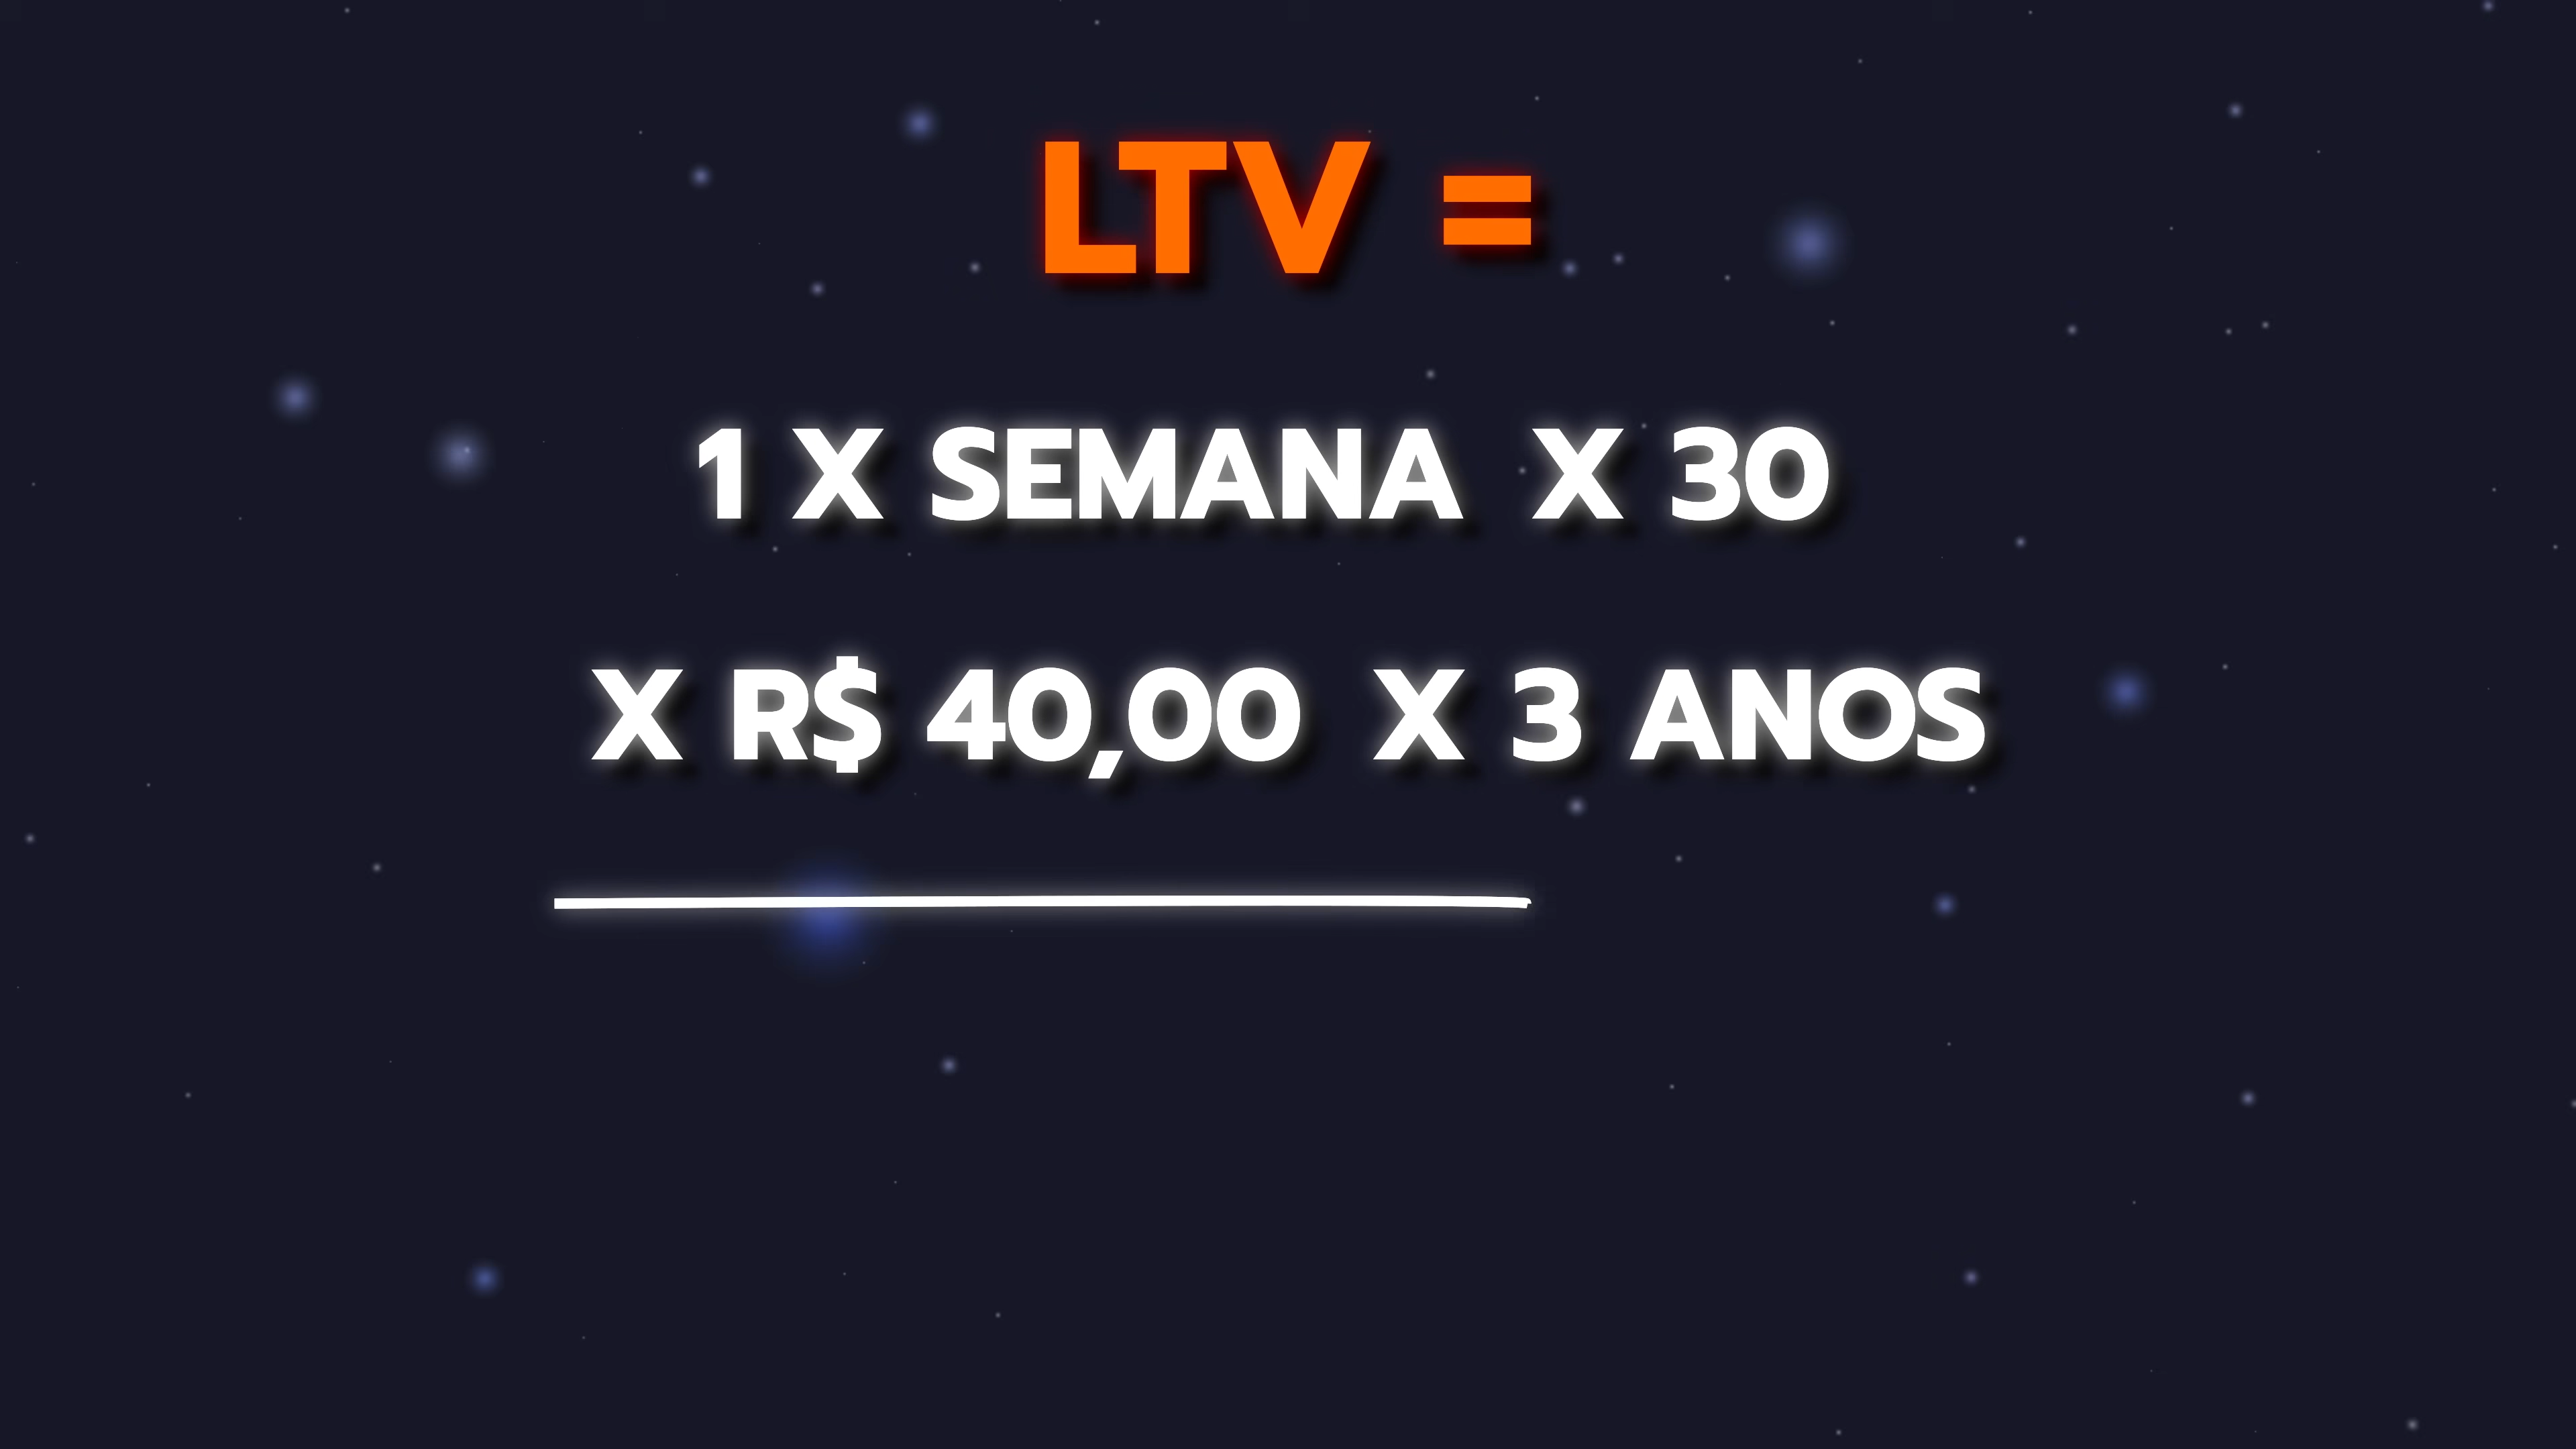 LTV =
1 X SEMANA X 30
X R$ 40,00 X 3 ANOS